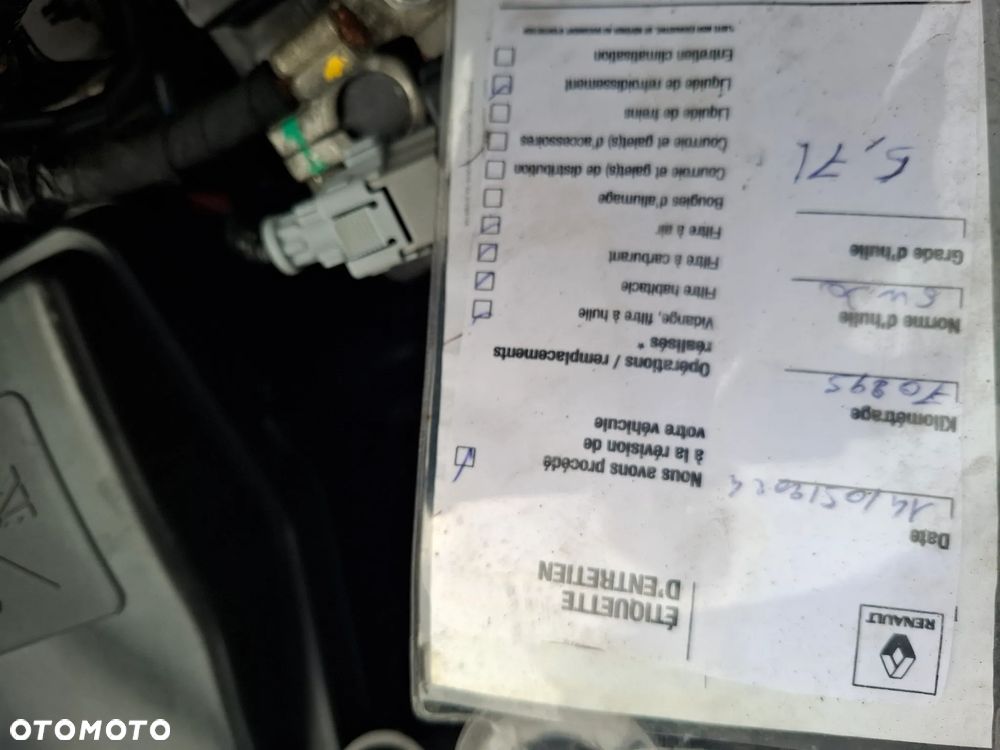 RENAULT
ÉTIQUETTE
D'ENTRETIEN
Date
14/05/2024
Nous avons procédé
à la révision de
votre véhicule
Kilométrage
70895
Opérations / remplacements
réalisés *
Norme d'huile
5W30
Vidange, filtre à huile
Filtre habitacle
Filtre à carburant
Filtre à air
Bougies d'allumage
Courroie et galet(s) de distribution
Courroie et galet(s) d'accessoires
Liquide de freins
Liquide de refroidissement
Entretien climatisation
Grade d'huile
5,7L
OTOMOTO